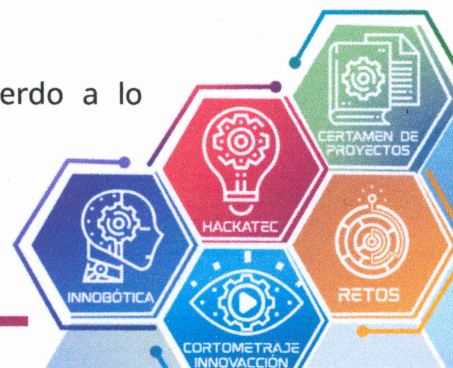 erdo a lo
CERTAMEN DE
PROYECTOS
HACKATEC
INNOBÓTICA
RETOS
CORTOMETRAJE
INNOVACCIÓN